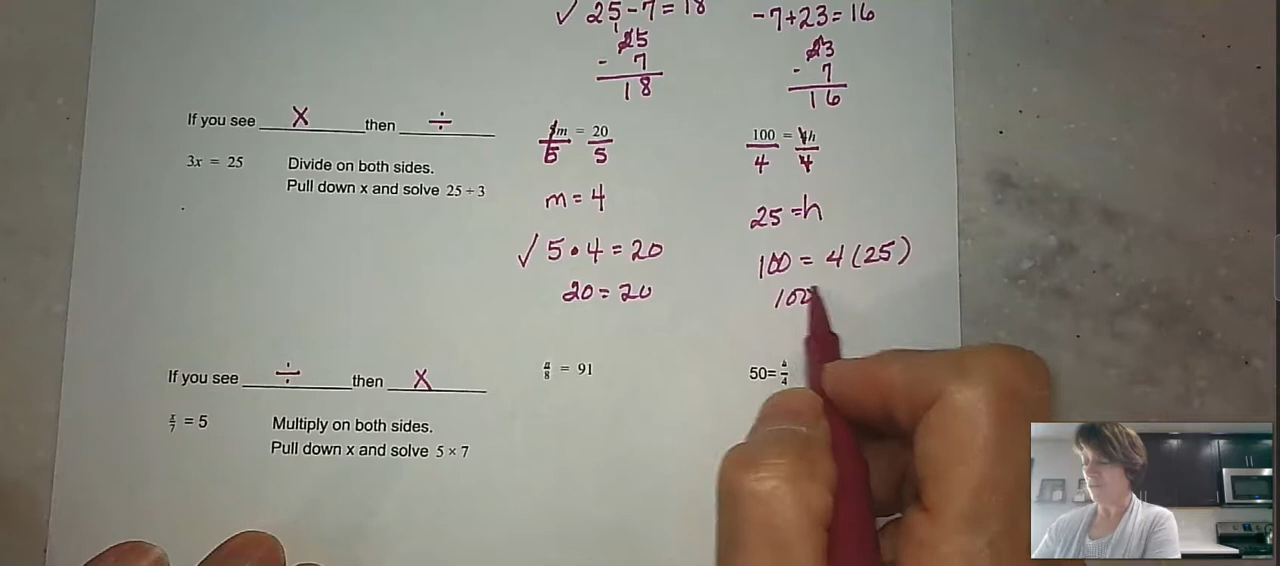 ✓ 25-7=18
-7+23=16
1
25
- 7
18
23
- 7
16
If you see X then ÷
5m = 20
5 5
100 = 4h
4 4
3x = 25 Divide on both sides.
Pull down x and solve 25 ÷ 3
m = 4
25 = h
✓ 5 • 4 = 20
20 = 20
100 = 4(25)
100
If you see ÷ then X
a/8 = 91
50=
4
x/7 = 5 Multiply on both sides.
Pull down x and solve 5 × 7